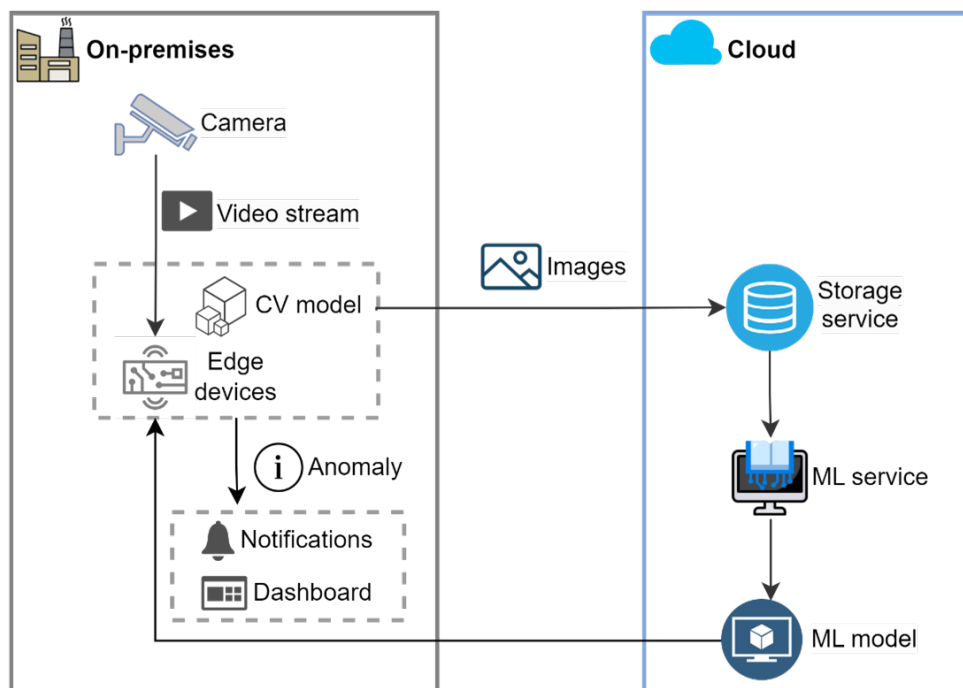 On-premises
Camera
Video stream
CV model
Edge
devices
i
Anomaly
Notifications
Dashboard
Images
Cloud
Storage
service
ML service
ML model